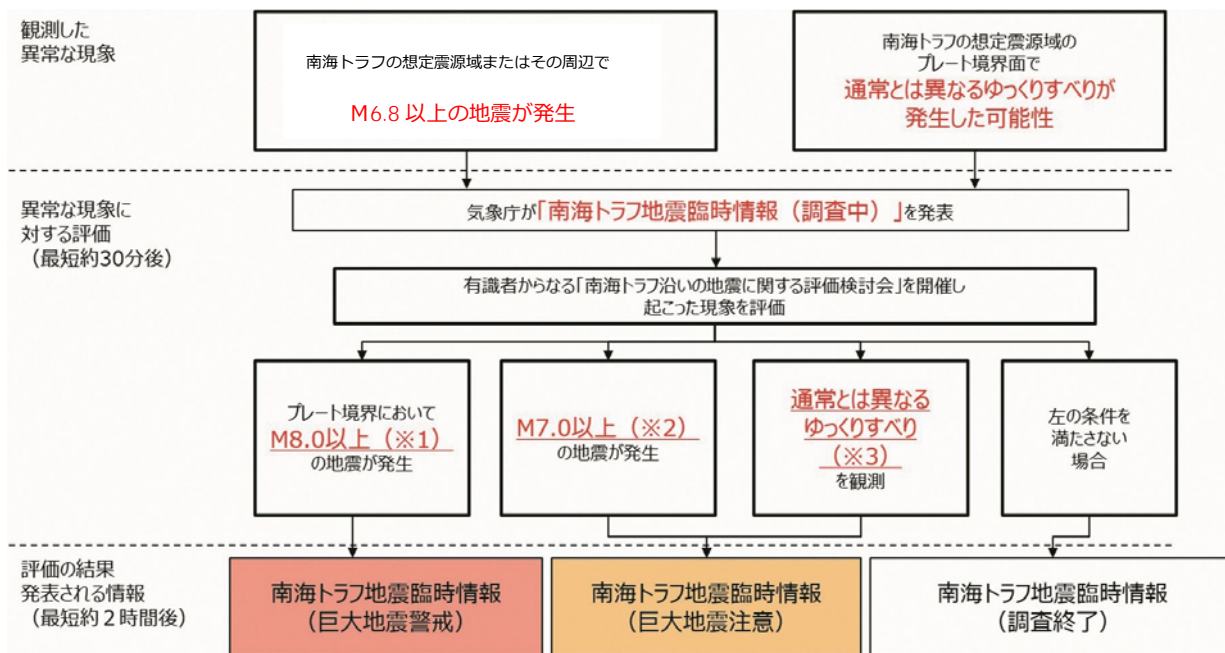 観測した
異常な現象
南海トラフの想定震源域またはその周辺で
M6.8 以上の地震が発生
南海トラフの想定震源域の
プレート境界面で
通常とは異なるゆっくりすべりが
発生した可能性
異常な現象に
対する評価
（最短約30分後）
気象庁が「南海トラフ地震臨時情報（調査中）」を発表
有識者からなる「南海トラフ沿いの地震に関する評価検討会」を開催し
起こった現象を評価
プレート境界において
M8.0以上（※1）
の地震が発生
M7.0以上（※2）
の地震が発生
通常とは異なる
ゆっくりすべり
（※3）
を観測
左の条件を
満たさない
場合
評価の結果
発表される情報
（最短約２時間後）
南海トラフ地震臨時情報
（巨大地震警戒）
南海トラフ地震臨時情報
（巨大地震注意）
南海トラフ地震臨時情報
（調査終了）